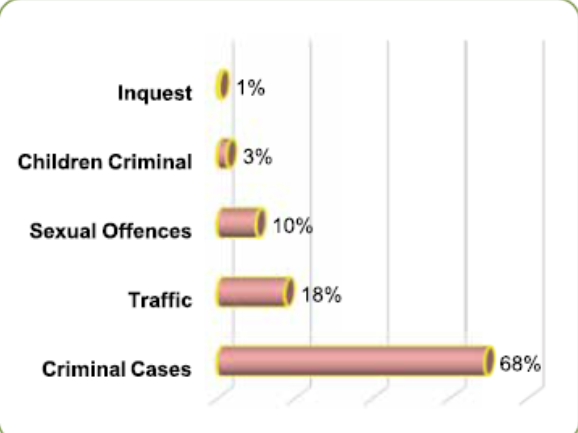 Inquest 1%
Children Criminal 3%
Sexual Offences 10%
Traffic 18%
Criminal Cases 68%